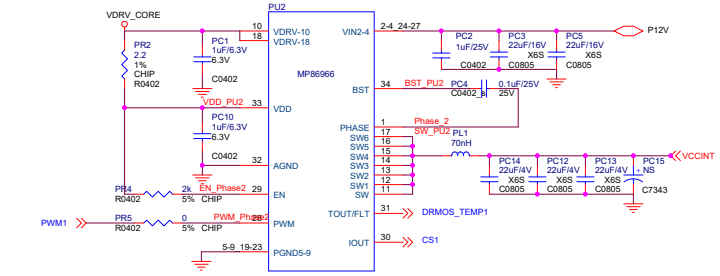 PU2
VDRV_CORE
10 VDRV-10
18 VDRV-18
PR2
2.2
1%
CHIP
R0402
PC1
1uF/6.3V
6.3V
C0402
VDD_PU2 33 VDD
PC10
1uF/6.3V
6.3V
C0402
32 AGND
PR4 2k EN_Phase2 29 EN
R0402 5% CHIP
PWM1 PR5 0 PWM_Phase2 28 PWM
R0402 5% CHIP
5-9_19-23 PGND5-9
MP86966
VIN2-4 2-4_24-27 P12V
PC2
1uF/25V
C0402
PC3
22uF/16V
X6S
C0805
PC5
22uF/16V
X6S
C0805
BST 34 BST_PU2 PC4 0.1uF/25V
C0402_s 25V
PHASE 1 Phase_2
SW6 17 SW_PU2
SW5 16
SW4 15
SW3 14
SW2 13
SW1 12
SW 11
PL1
70nH
VCCINT
PC14
22uF/4V
X6S
C0805
PC12
22uF/4V
X6S
C0805
PC13
22uF/4V
X6S
C0805
PC15
+ NS
C7343
TOUT/FLT 31 DRMOS_TEMP1
IOUT 30 CS1